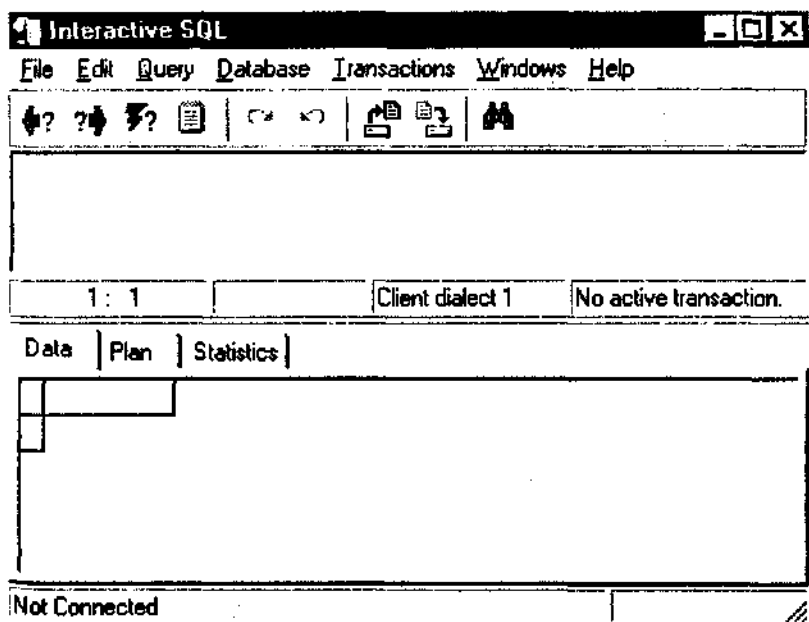 Interactive SQL
File Edit Query Database Transactions Windows Help
? ? ?
1 : 1 Client dialect 1 No active transaction.
Data Plan Statistics
Not Connected